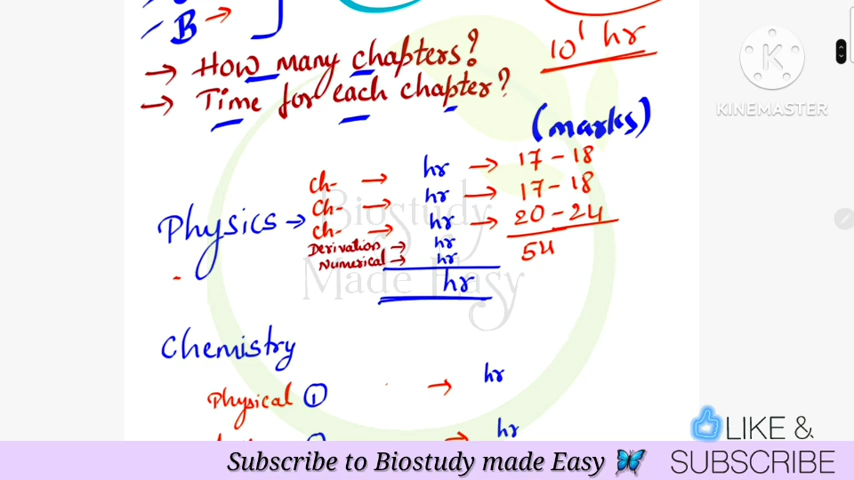 B →
→ How many chapters?
10¹ hr
→ Time for each chapter?
(marks)
KINEMASTER
Physics →
ch- → hr → 17-18
ch- → hr → 17-18
ch- → hr → 20-24
Derivation → hr
Numerical → hr
54
hr
Biostudy
Made Easy
Chemistry
Physical ① → hr
→ hr
LIKE &
SUBSCRIBE
Subscribe to Biostudy made Easy 🦋